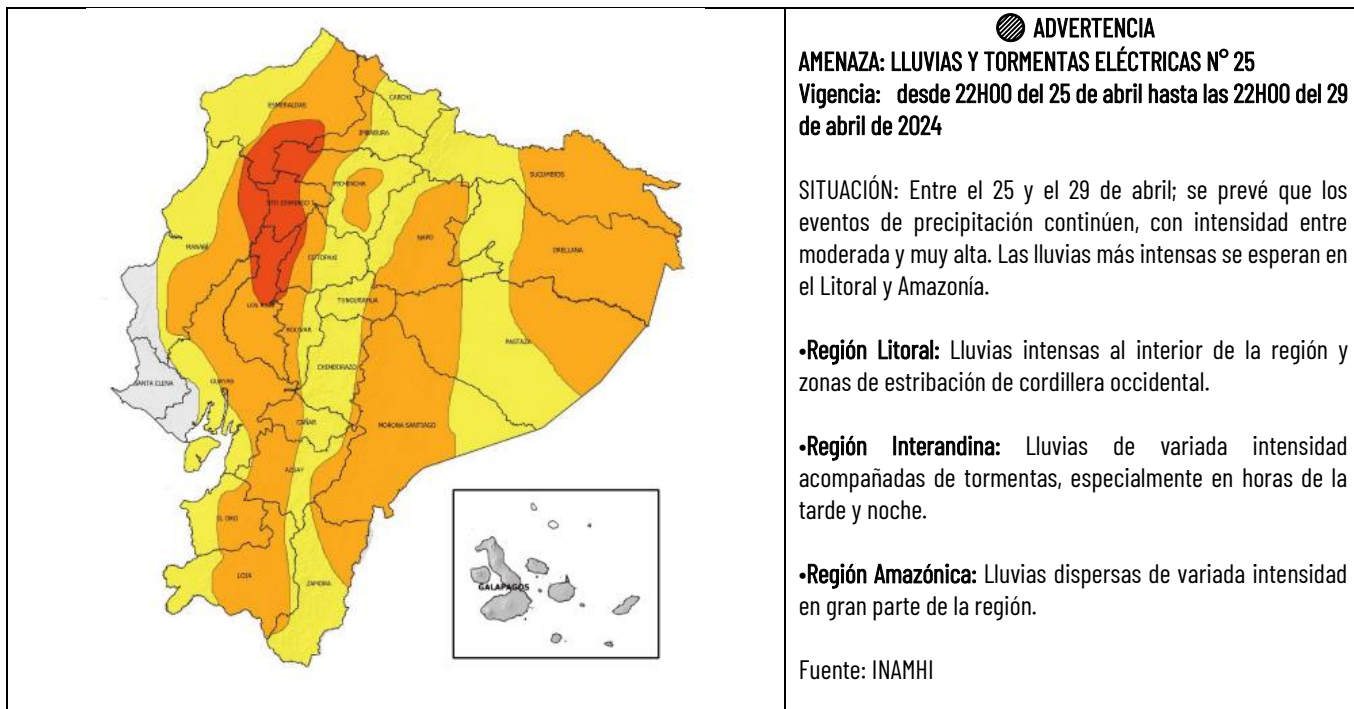 ESMERALDAS
CARCHI
IMBABURA
SUCUMBIOS
PICHINCHA
STO DOMINGO T
NAPO
ORELLANA
MANABI
COTOPAXI
TUNGURAHUA
LOS RIOS
BOLIVAR
PASTAZA
CHIMBORAZO
SANTA ELENA
GUAYAS
CAÑAR
MORONA SANTIAGO
AZUAY
EL ORO
LOJA
ZAMORA
GALAPAGOS
ADVERTENCIA
AMENAZA: LLUVIAS Y TORMENTAS ELÉCTRICAS N° 25
Vigencia: desde 22H00 del 25 de abril hasta las 22H00 del 29
de abril de 2024
SITUACIÓN: Entre el 25 y el 29 de abril; se prevé que los
eventos de precipitación continúen, con intensidad entre
moderada y muy alta. Las lluvias más intensas se esperan en
el Litoral y Amazonía.
•Región Litoral: Lluvias intensas al interior de la región y
zonas de estribación de cordillera occidental.
•Región Interandina: Lluvias de variada intensidad
acompañadas de tormentas, especialmente en horas de la
tarde y noche.
•Región Amazónica: Lluvias dispersas de variada intensidad
en gran parte de la región.
Fuente: INAMHI